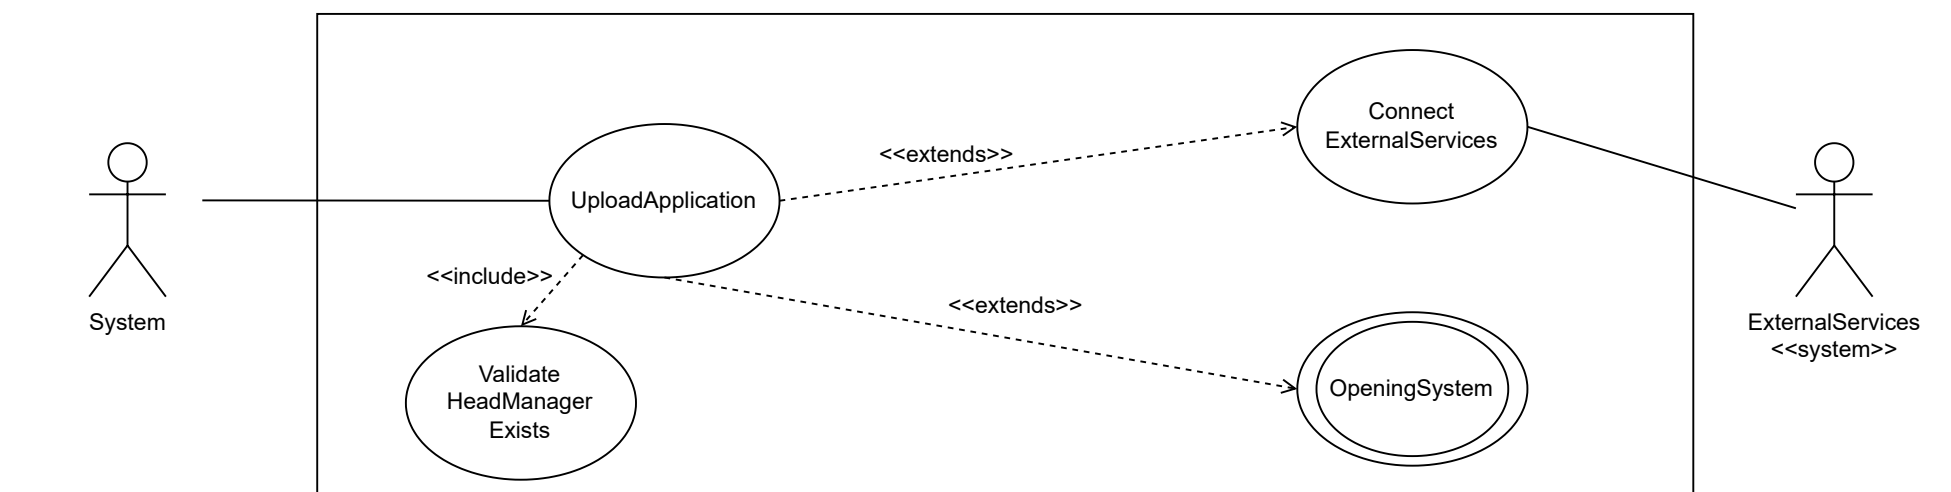 Connect
ExternalServices
<<extends>>
UploadApplication
<<include>>
<<extends>>
System
ExternalServices
<<system>>
Validate
HeadManager
Exists
OpeningSystem